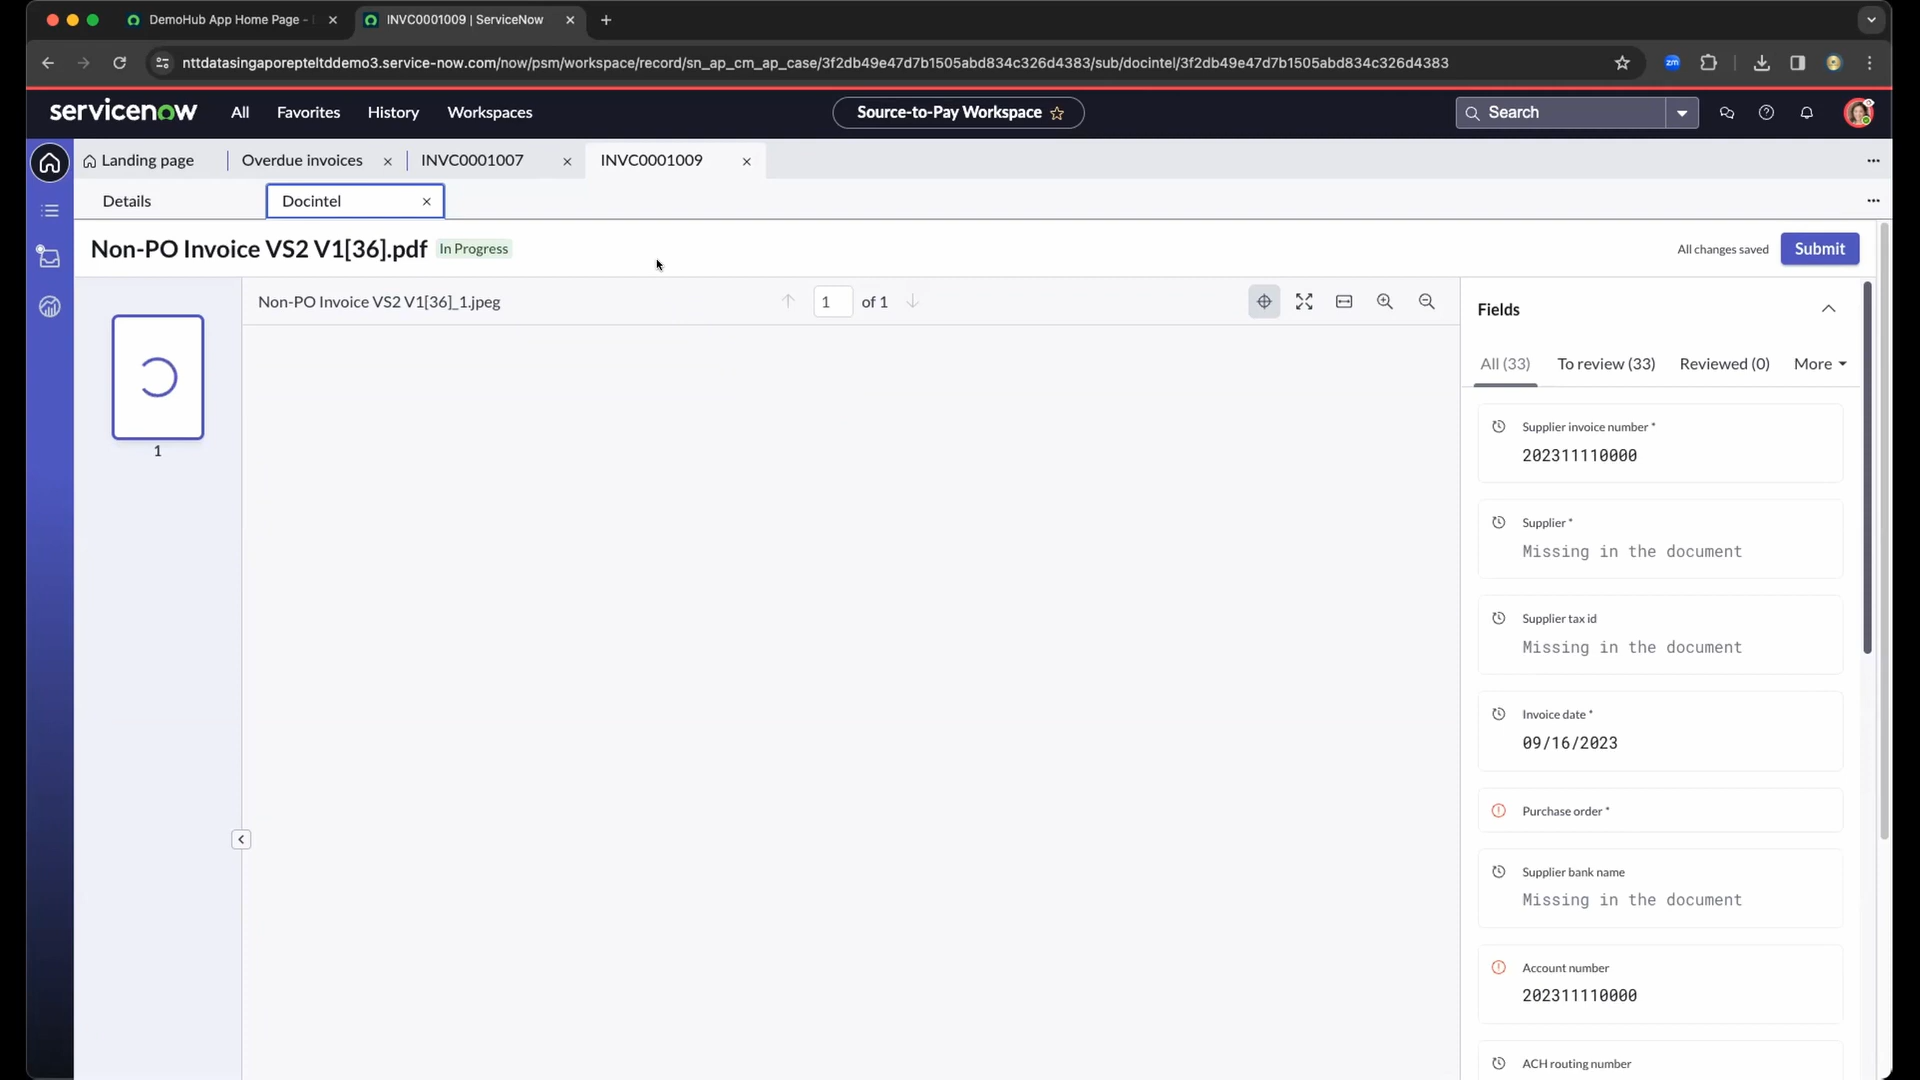 DemoHub App Home Page -
INVC0001009 | ServiceNow
nttdatasingaporepteltddemo3.service-now.com/now/psm/workspace/record/sn_ap_cm_ap_case/3f2db49e47d7b1505abd834c326d4383/sub/docintel/3f2db49e47d7b1505abd834c326d4383
zm
servicenow
All
Favorites
History
Workspaces
Source-to-Pay Workspace
Search
Landing page
Overdue invoices
INVC0001007
INVC0001009
Details
Docintel
Non-PO Invoice VS2 V1[36].pdf
In Progress
All changes saved
Submit
Non-PO Invoice VS2 V1[36]_1.jpeg
1 of 1
1
Fields
All (33)
To review (33)
Reviewed (0)
More
Supplier invoice number *
202311110000
Supplier *
Missing in the document
Supplier tax id
Missing in the document
Invoice date *
09/16/2023
Purchase order *
Supplier bank name
Missing in the document
Account number
202311110000
ACH routing number